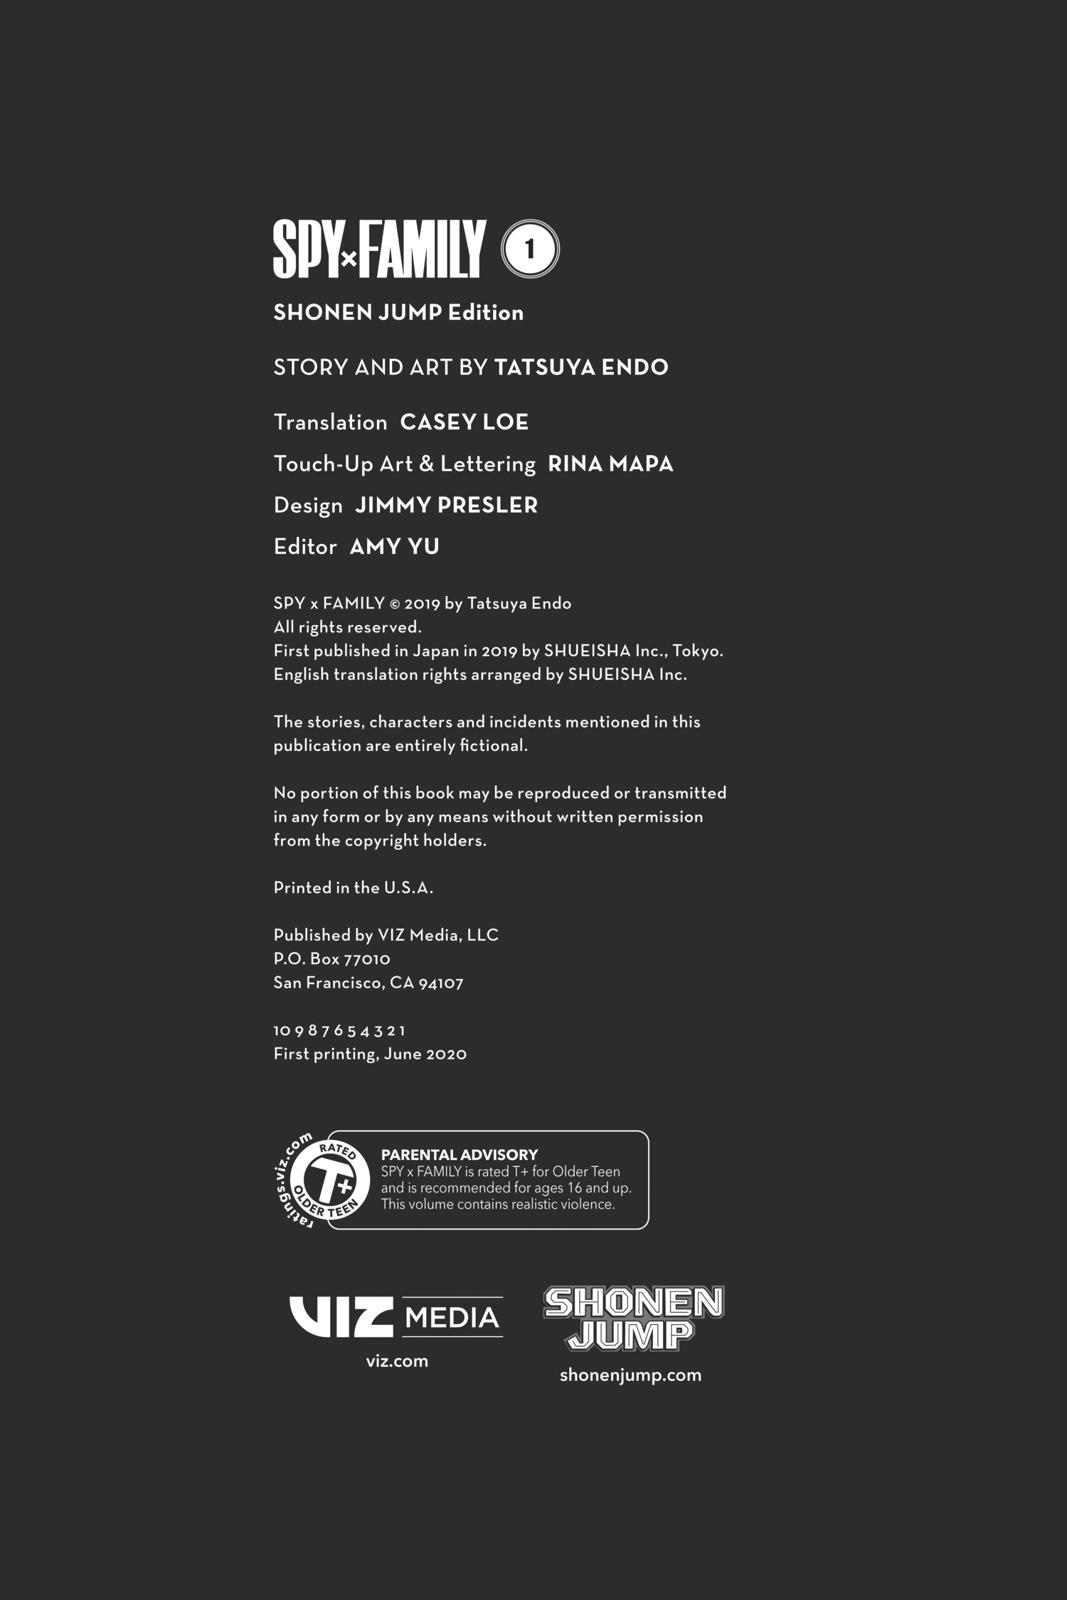 SPY×FAMILY 1
SHONEN JUMP Edition
STORY AND ART BY TATSUYA ENDO
Translation CASEY LOE
Touch-Up Art & Lettering RINA MAPA
Design JIMMY PRESLER
Editor AMY YU
SPY x FAMILY © 2019 by Tatsuya Endo
All rights reserved.
First published in Japan in 2019 by SHUEISHA Inc., Tokyo.
English translation rights arranged by SHUEISHA Inc.
The stories, characters and incidents mentioned in this
publication are entirely fictional.
No portion of this book may be reproduced or transmitted
in any form or by any means without written permission
from the copyright holders.
Printed in the U.S.A.
Published by VIZ Media, LLC
P.O. Box 77010
San Francisco, CA 94107
10 9 8 7 6 5 4 3 2 1
First printing, June 2020
ratings.viz.com
RATED
T+
OLDER TEEN
PARENTAL ADVISORY
SPY x FAMILY is rated T+ for Older Teen
and is recommended for ages 16 and up.
This volume contains realistic violence.
VIZ MEDIA
viz.com
SHONEN
JUMP
shonenjump.com